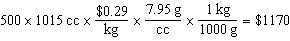 500 x 1015 cc x $0.29/kg x 7.95 g/cc x 1 kg/1000 g = $1170